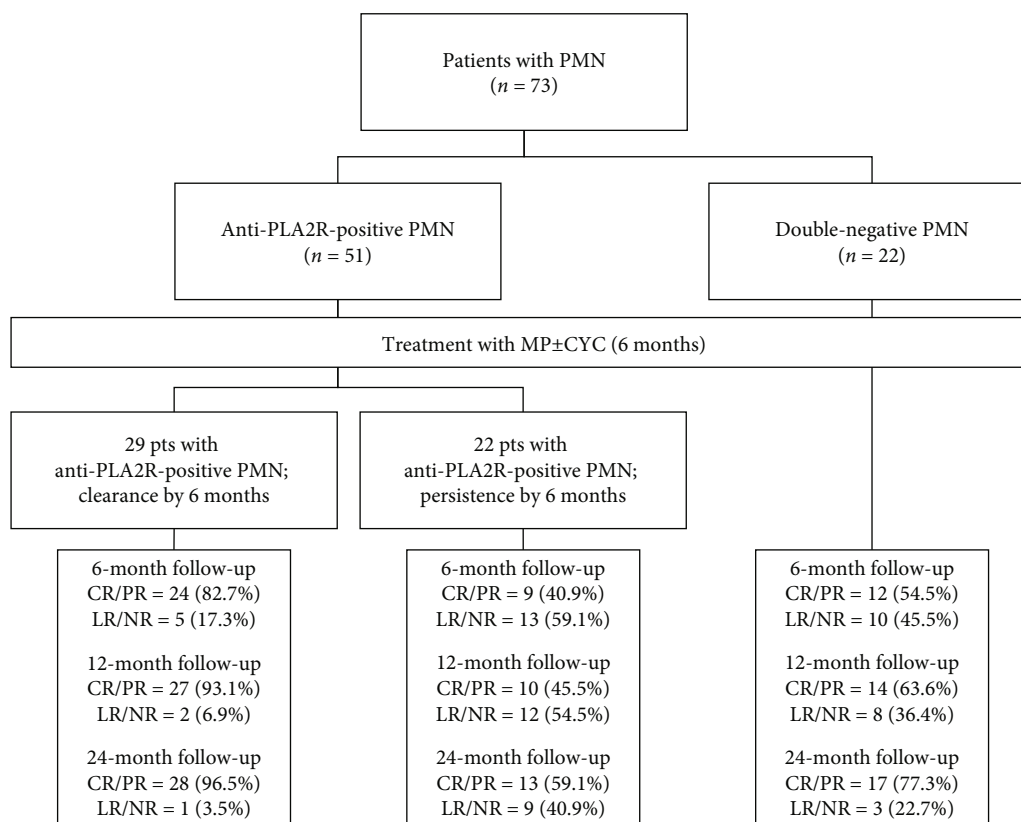 Patients with PMN
(n = 73)
Anti-PLA2R-positive PMN
(n = 51)
Double-negative PMN
(n = 22)
Treatment with MP±CYC (6 months)
29 pts with
anti-PLA2R-positive PMN;
clearance by 6 months
22 pts with
anti-PLA2R-positive PMN;
persistence by 6 months
6-month follow-up
CR/PR = 24 (82.7%)
LR/NR = 5 (17.3%)
12-month follow-up
CR/PR = 27 (93.1%)
LR/NR = 2 (6.9%)
24-month follow-up
CR/PR = 28 (96.5%)
LR/NR = 1 (3.5%)
6-month follow-up
CR/PR = 9 (40.9%)
LR/NR = 13 (59.1%)
12-month follow-up
CR/PR = 10 (45.5%)
LR/NR = 12 (54.5%)
24-month follow-up
CR/PR = 13 (59.1%)
LR/NR = 9 (40.9%)
6-month follow-up
CR/PR = 12 (54.5%)
LR/NR = 10 (45.5%)
12-month follow-up
CR/PR = 14 (63.6%)
LR/NR = 8 (36.4%)
24-month follow-up
CR/PR = 17 (77.3%)
LR/NR = 3 (22.7%)